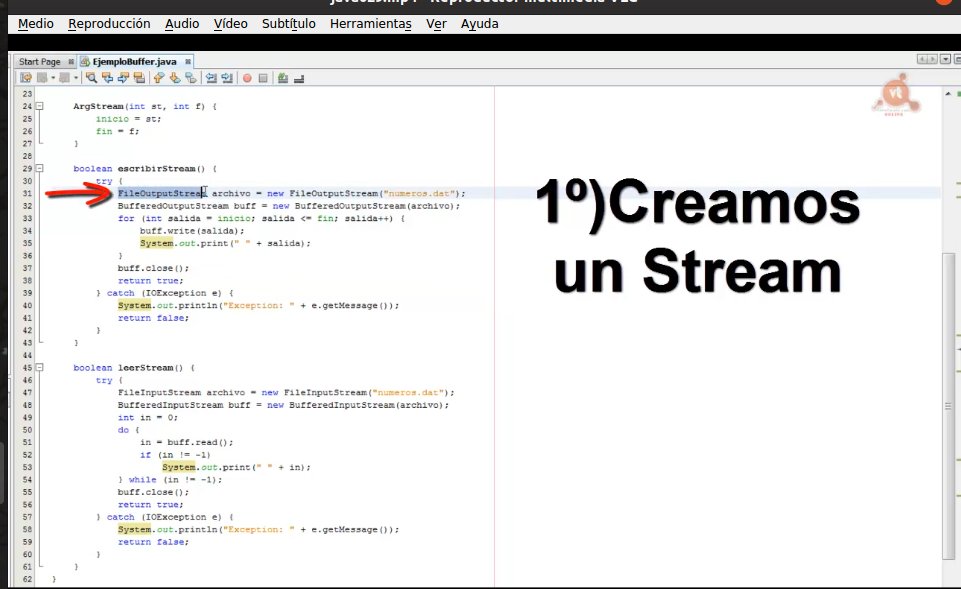 Medio Reproducción Audio Vídeo Subtítulo Herramientas Ver Ayuda
Start Page EjemploBuffer.java
23
24 ArgStream(int st, int f) {
25 inicio = st;
26 fin = f;
27 }
28
29 boolean escribirStream() {
30 try {
31 FileOutputStream archivo = new FileOutputStream("numeros.dat");
32 BufferedOutputStream buff = new BufferedOutputStream(archivo);
33 for (int salida = inicio; salida <= fin; salida++) {
34 buff.write(salida);
35 System.out.print(" " + salida);
36 }
37 buff.close();
38 return true;
39 } catch (IOException e) {
40 System.out.println("Exception: " + e.getMessage());
41 return false;
42 }
43 }
44
45 boolean leerStream() {
46 try {
47 FileInputStream archivo = new FileInputStream("numeros.dat");
48 BufferedInputStream buff = new BufferedInputStream(archivo);
49 int in = 0;
50 do {
51 in = buff.read();
52 if (in != -1)
53 System.out.print(" " + in);
54 } while (in != -1);
55 buff.close();
56 return true;
57 } catch (IOException e) {
58 System.out.println("Exception: " + e.getMessage());
59 return false;
60 }
61 }
62 }
vt
1º)Creamos
un Stream